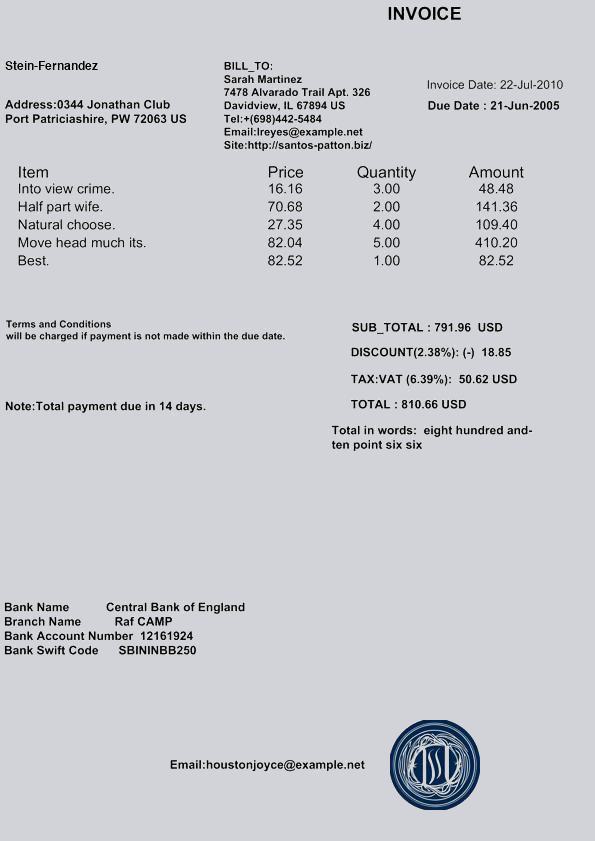 INVOICE
Stein-Fernandez
Address:0344 Jonathan Club
Port Patriciashire, PW 72063 US
BILL_TO:
Sarah Martinez
7478 Alvarado Trail Apt. 326
Davidview, IL 67894 US
Tel:+(698)442-5484
Email:lreyes@example.net
Site:http://santos-patton.biz/
Invoice Date: 22-Jul-2010
Due Date : 21-Jun-2005
Item Price Quantity Amount
Into view crime. 16.16 3.00 48.48
Half part wife. 70.68 2.00 141.36
Natural choose. 27.35 4.00 109.40
Move head much its. 82.04 5.00 410.20
Best. 82.52 1.00 82.52
Terms and Conditions
will be charged if payment is not made within the due date.
Note:Total payment due in 14 days.
SUB_TOTAL : 791.96 USD
DISCOUNT(2.38%): (-) 18.85
TAX:VAT (6.39%): 50.62 USD
TOTAL : 810.66 USD
Total in words: eight hundred and-
ten point six six
Bank Name Central Bank of England
Branch Name Raf CAMP
Bank Account Number 12161924
Bank Swift Code SBININBB250
Email:houstonjoyce@example.net